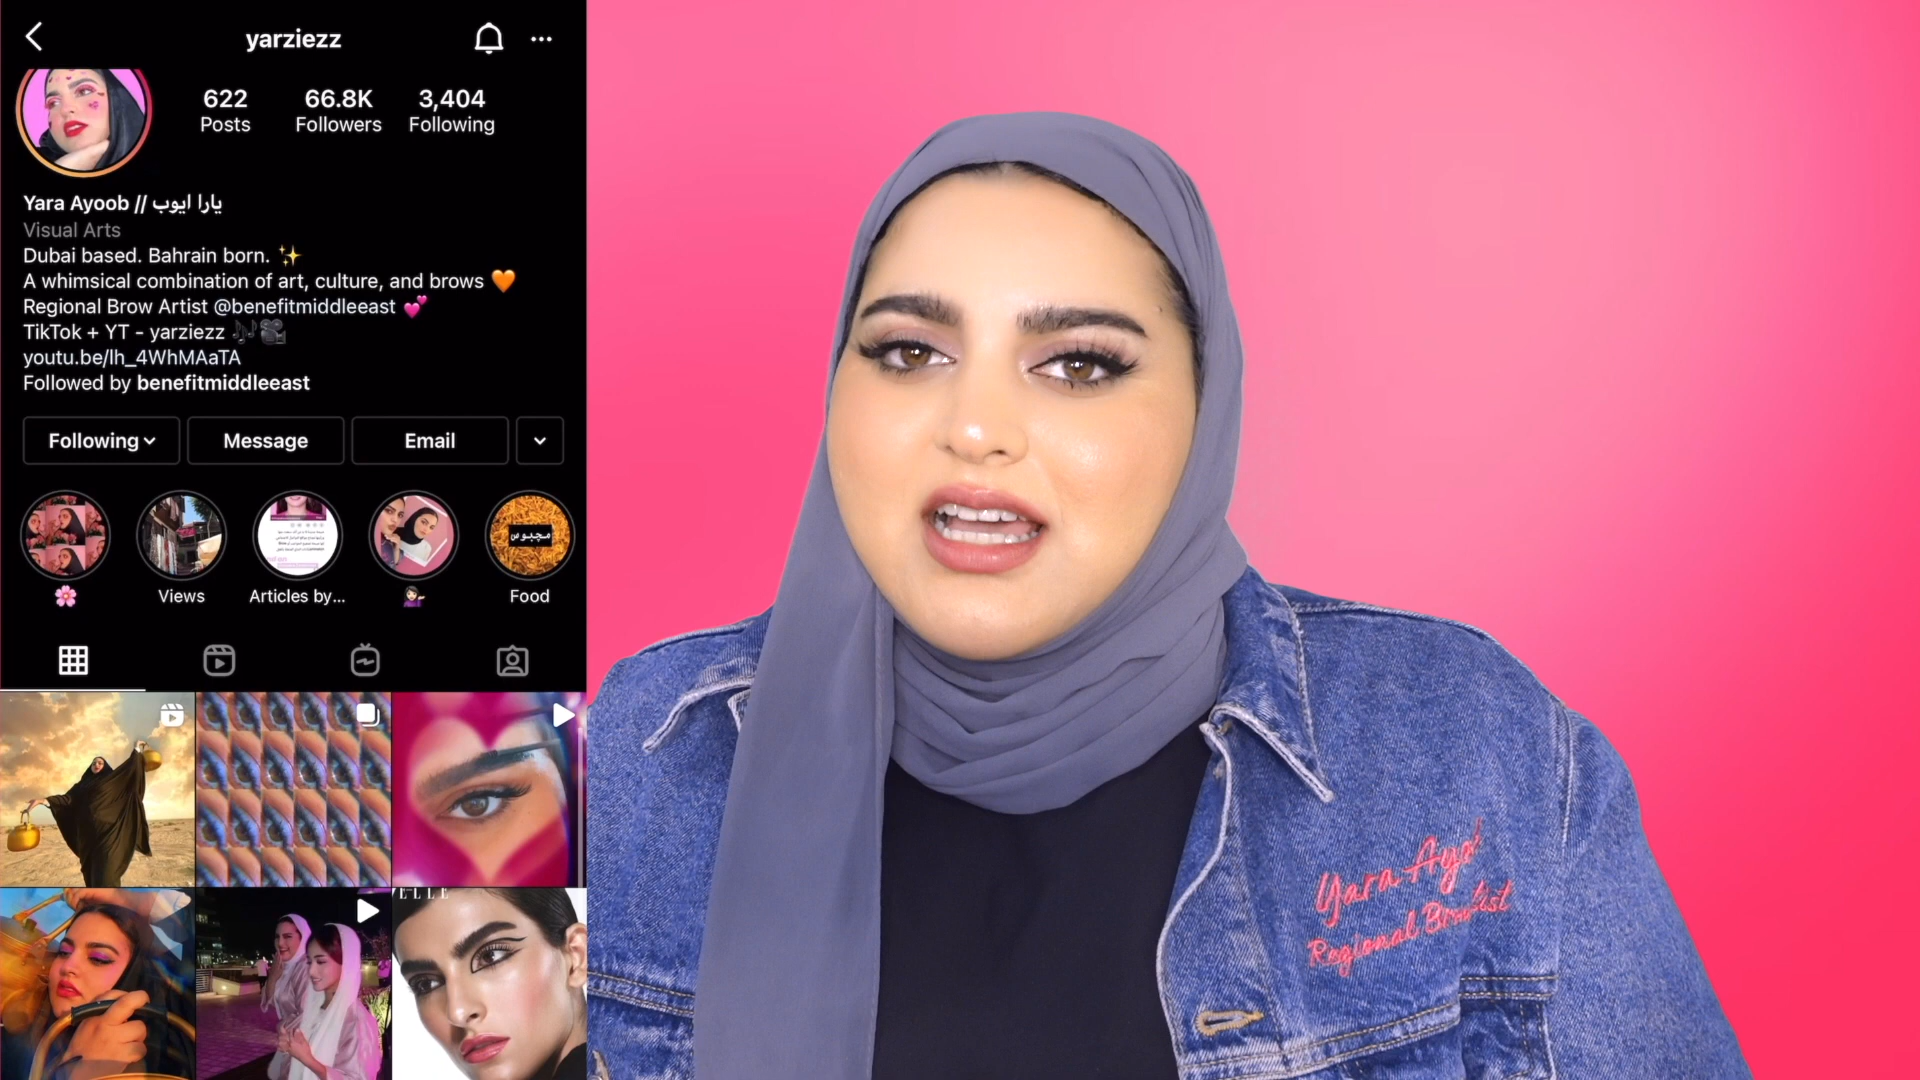 yarziezz
622
66.8K
3,404
Posts
Followers
Following
Yara Ayoob // يارا ايوب
Visual Arts
Dubai based. Bahrain born. ✨
A whimsical combination of art, culture, and brows 🧡
Regional Brow Artist @benefitmiddleeast 💕
TikTok + YT - yarziezz 🎶🎥
youtu.be/lh_4WhMAaTA
Followed by benefitmiddleeast
Following
Message
Email
مچبوس
🌸
Views
Articles by...
Food
ELLE
Yara Ayoob
Regional